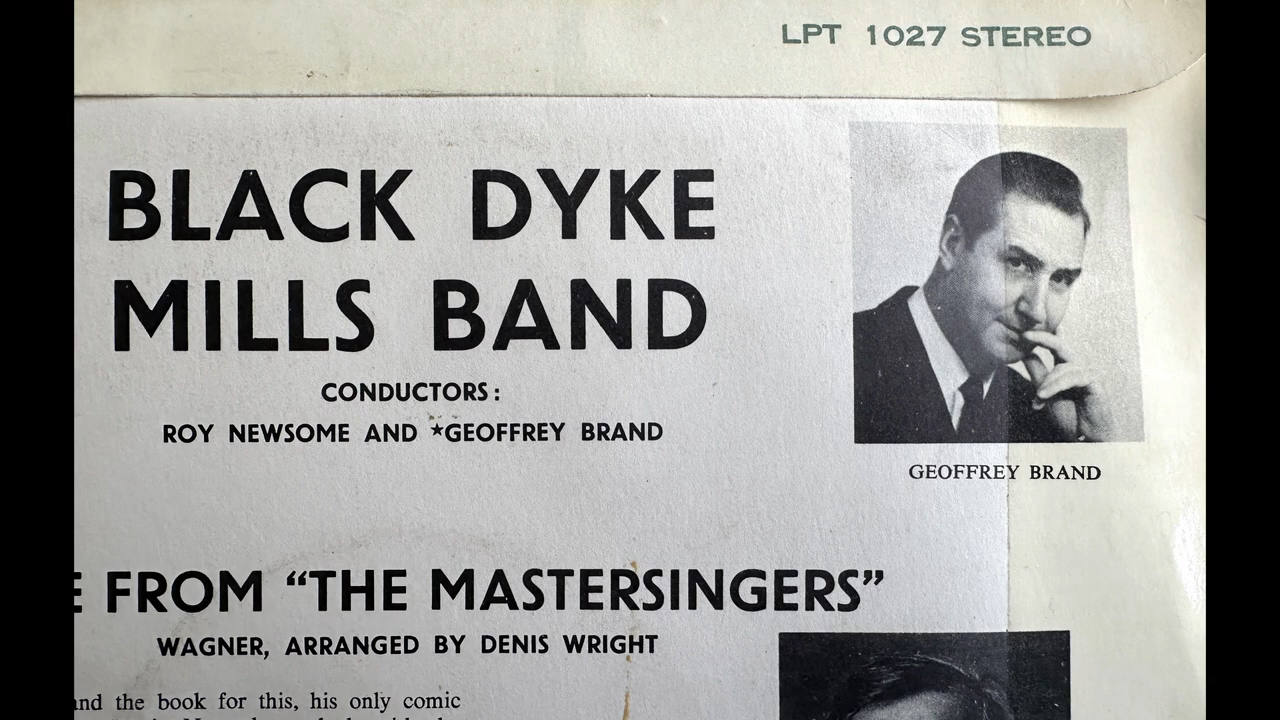 LPT 1027 STEREO
BLACK DYKE
MILLS BAND
CONDUCTORS:
ROY NEWSOME AND ★GEOFFREY BRAND
GEOFFREY BRAND
FROM “THE MASTERSINGERS”
WAGNER, ARRANGED BY DENIS WRIGHT
and the book for this, his only comic